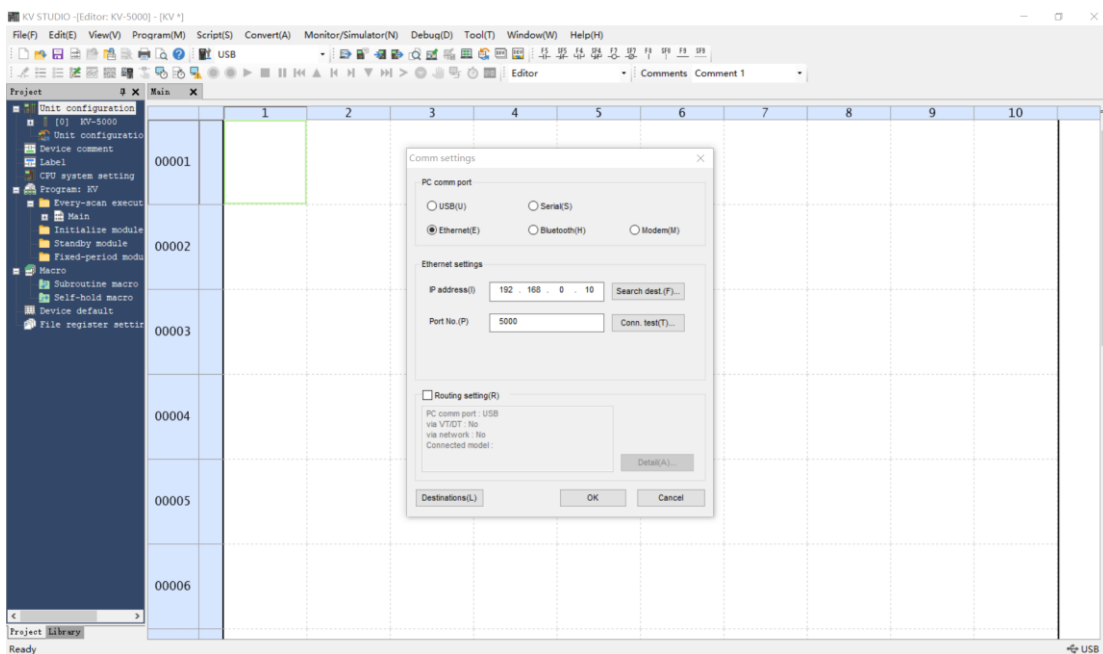 KV STUDIO -[Editor: KV-5000] - [KV *]
File(F) Edit(E) View(V) Program(M) Script(S) Convert(A) Monitor/Simulator(N) Debug(D) Tool(T) Window(W) Help(H)
USB
Editor Comments Comment 1
Project Main
Unit configuration
[0] KV-5000
Unit configuratio
Device comment
Label
CPU system setting
Program: KV
Every-scan execut
Main
Initialize module
Standby module
Fixed-period modu
Macro
Subroutine macro
Self-hold macro
Device default
File register settin
1 2 3 4 5 6 7 8 9 10
00001
00002
00003
00004
00005
00006
Comm settings
PC comm port
USB(U) Serial(S)
Ethernet(E) Bluetooth(H) Modem(M)
Ethernet settings
IP address(I) 192 . 168 . 0 . 10 Search dest.(F)...
Port No.(P) 5000 Conn. test(T)...
Routing setting(R)
PC comm port : USB
via VT/DT : No
via network : No
Connected model :
Detail(A)...
Destinations(L) OK Cancel
Project Library
Ready USB